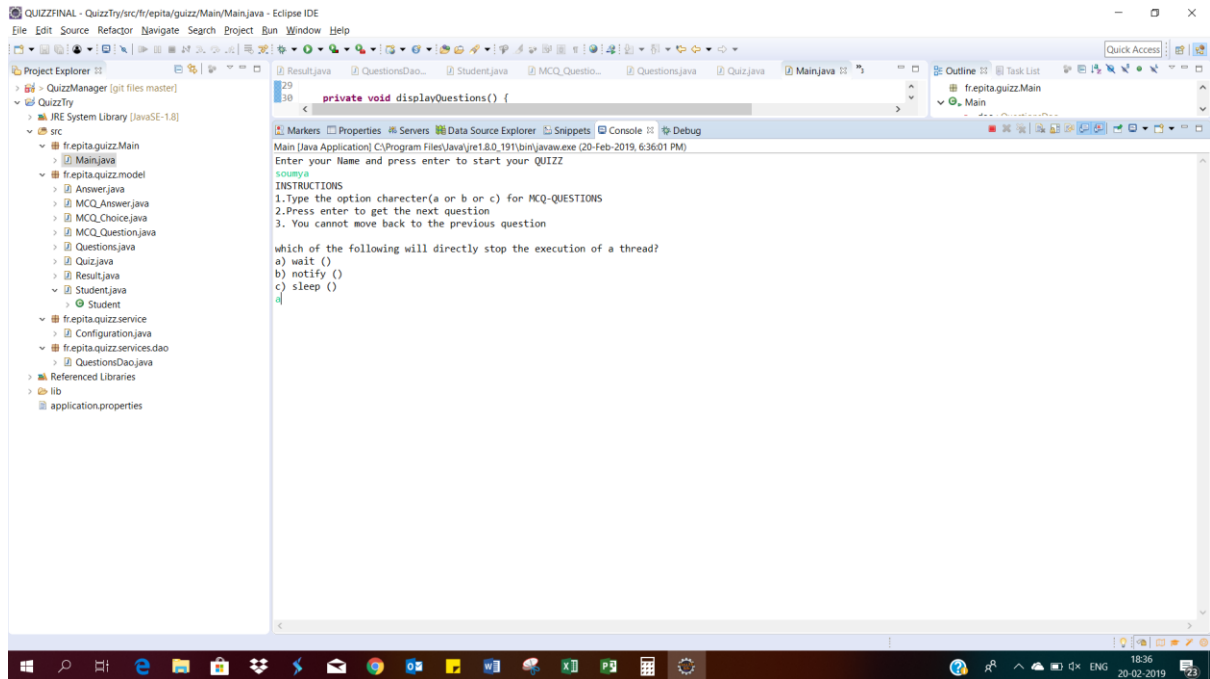 QUIZZFINAL - QuizzTry/src/fr/epita/guizz/Main/Main.java - Eclipse IDE
File Edit Source Refactor Navigate Search Project Run Window Help
Quick Access
Project Explorer
> QuizzManager [git files master]
QuizzTry
JRE System Library [JavaSE-1.8]
src
fr.epita.guizz.Main
Main.java
fr.epita.quizz.model
Answer.java
MCQ_Answer.java
MCQ_Choice.java
MCQ_Question.java
Questions.java
Quiz.java
Result.java
Student.java
Student
fr.epita.quizz.service
Configuration.java
fr.epita.quizz.services.dao
QuestionsDao.java
Referenced Libraries
lib
application.properties
Result.java QuestionsDao... Student.java MCQ_Questio... Questions.java Quiz.java Main.java
29
30 private void displayQuestions() {
Outline Task List
fr.epita.guizz.Main
Main
Markers Properties Servers Data Source Explorer Snippets Console Debug
Main [Java Application] C:\Program Files\Java\jre1.8.0_191\bin\javaw.exe (20-Feb-2019, 6:36:01 PM)
Enter your Name and press enter to start your QUIZZ
soumya
INSTRUCTIONS
1.Type the option charecter(a or b or c) for MCQ-QUESTIONS
2.Press enter to get the next question
3. You cannot move back to the previous question
which of the following will directly stop the execution of a thread?
a) wait ()
b) notify ()
c) sleep ()
a
ENG
18:36
20-02-2019
23